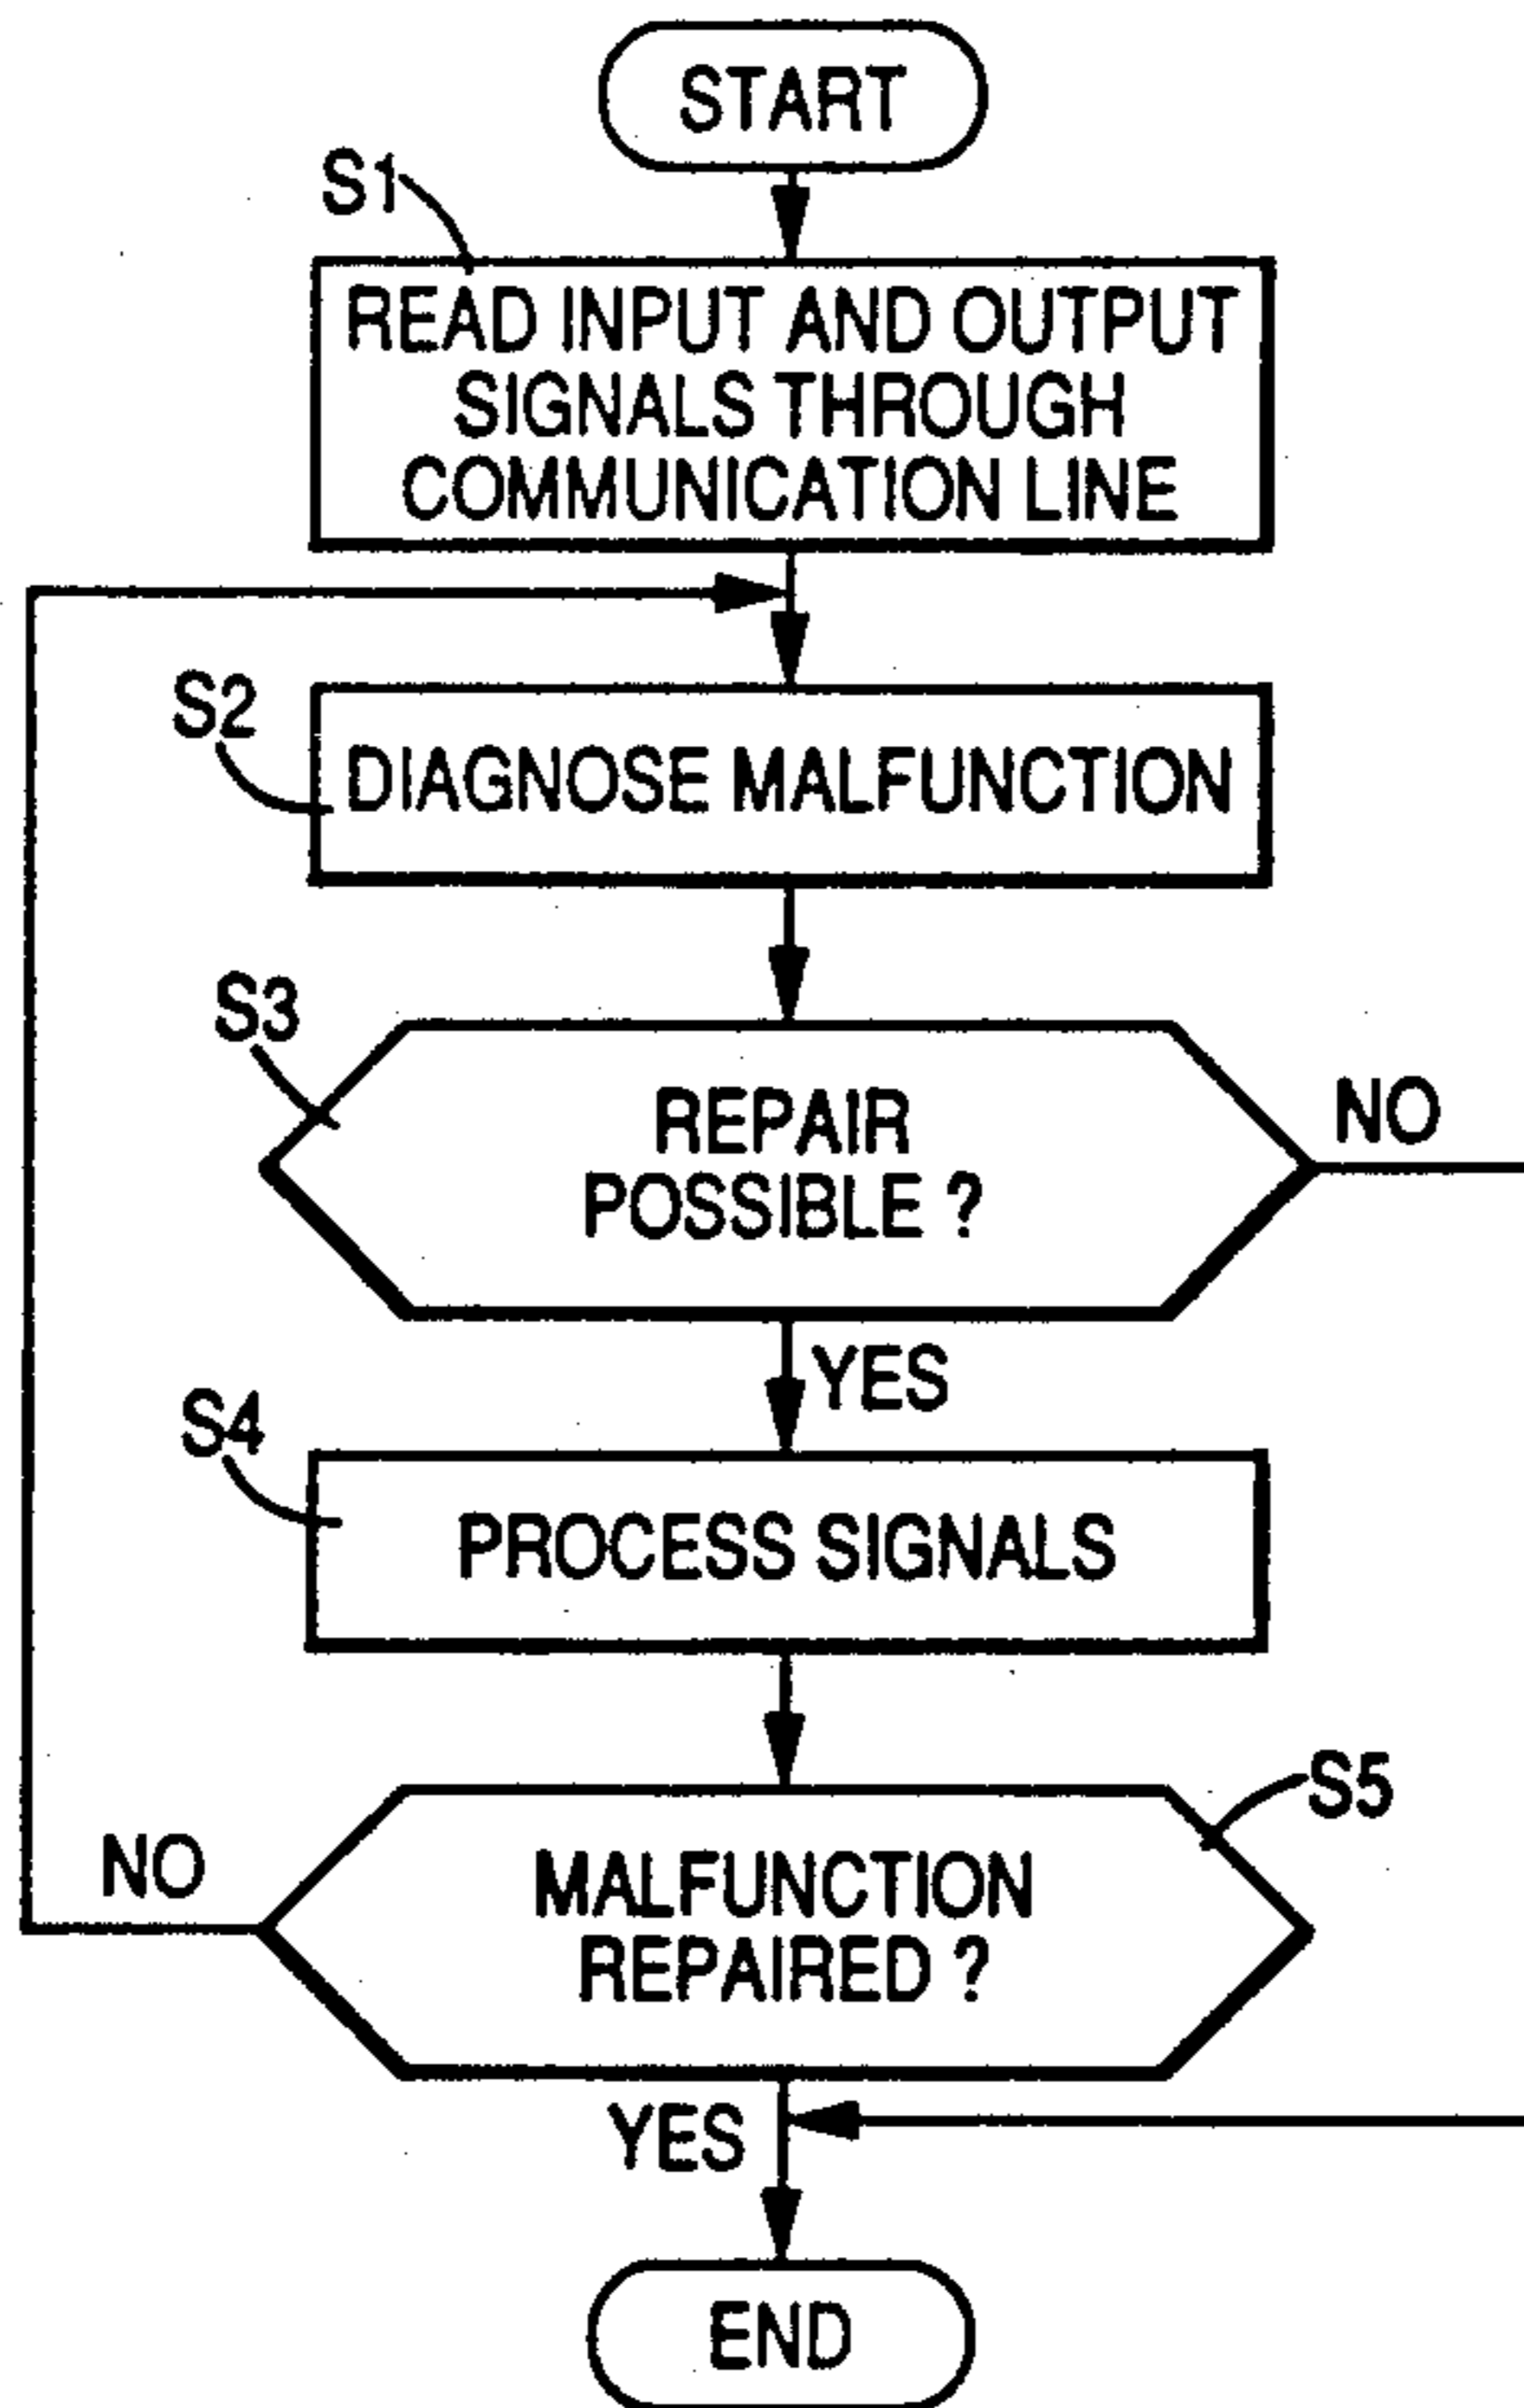 START
S1
READ INPUT AND OUTPUT
SIGNALS THROUGH
COMMUNICATION LINE
S2
DIAGNOSE MALFUNCTION
S3
REPAIR
POSSIBLE ?
NO
YES
S4
PROCESS SIGNALS
S5
NO
MALFUNCTION
REPAIRED ?
YES
END